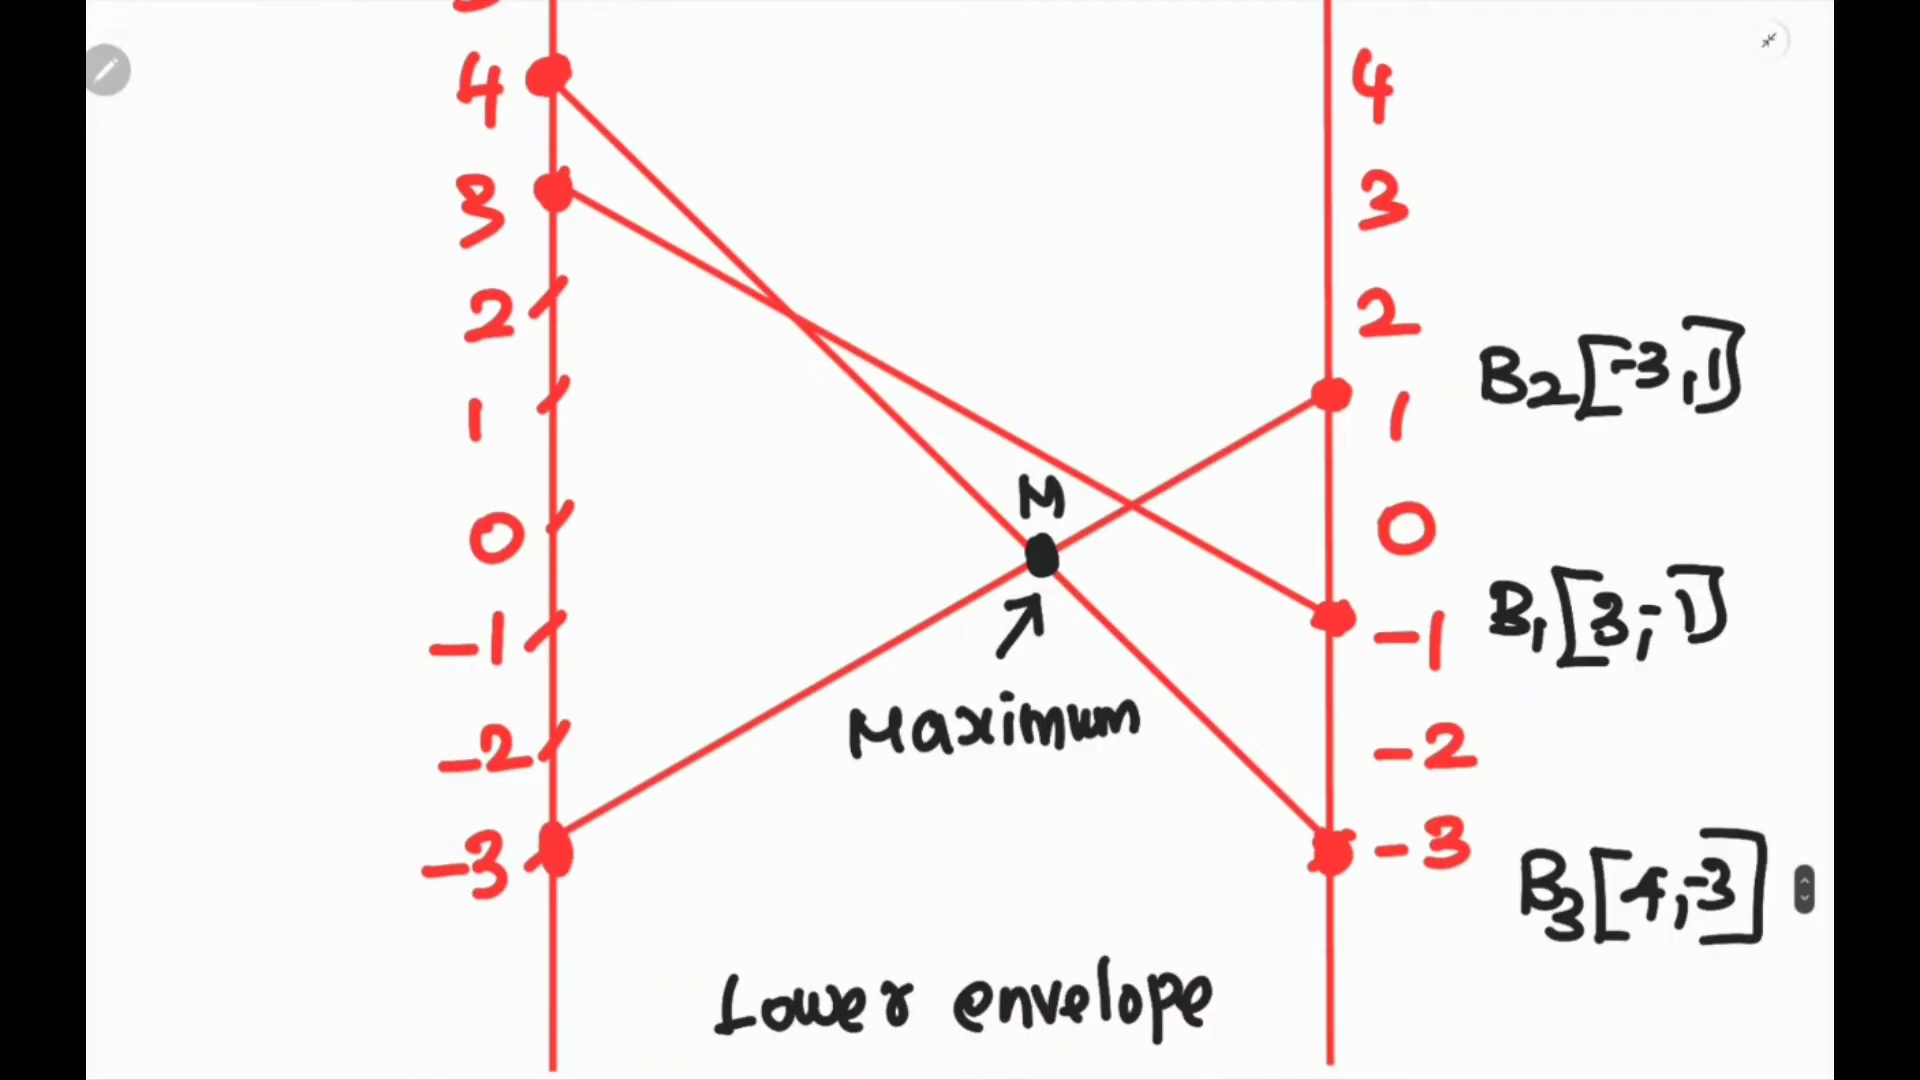 4 4
3 3
2 2
B2[-3,1]
1 1
M
0 0
-1 -1 B1[3,-1]
Maximum
-2 -2
-3 -3
B3[4,-3]
Lower envelope